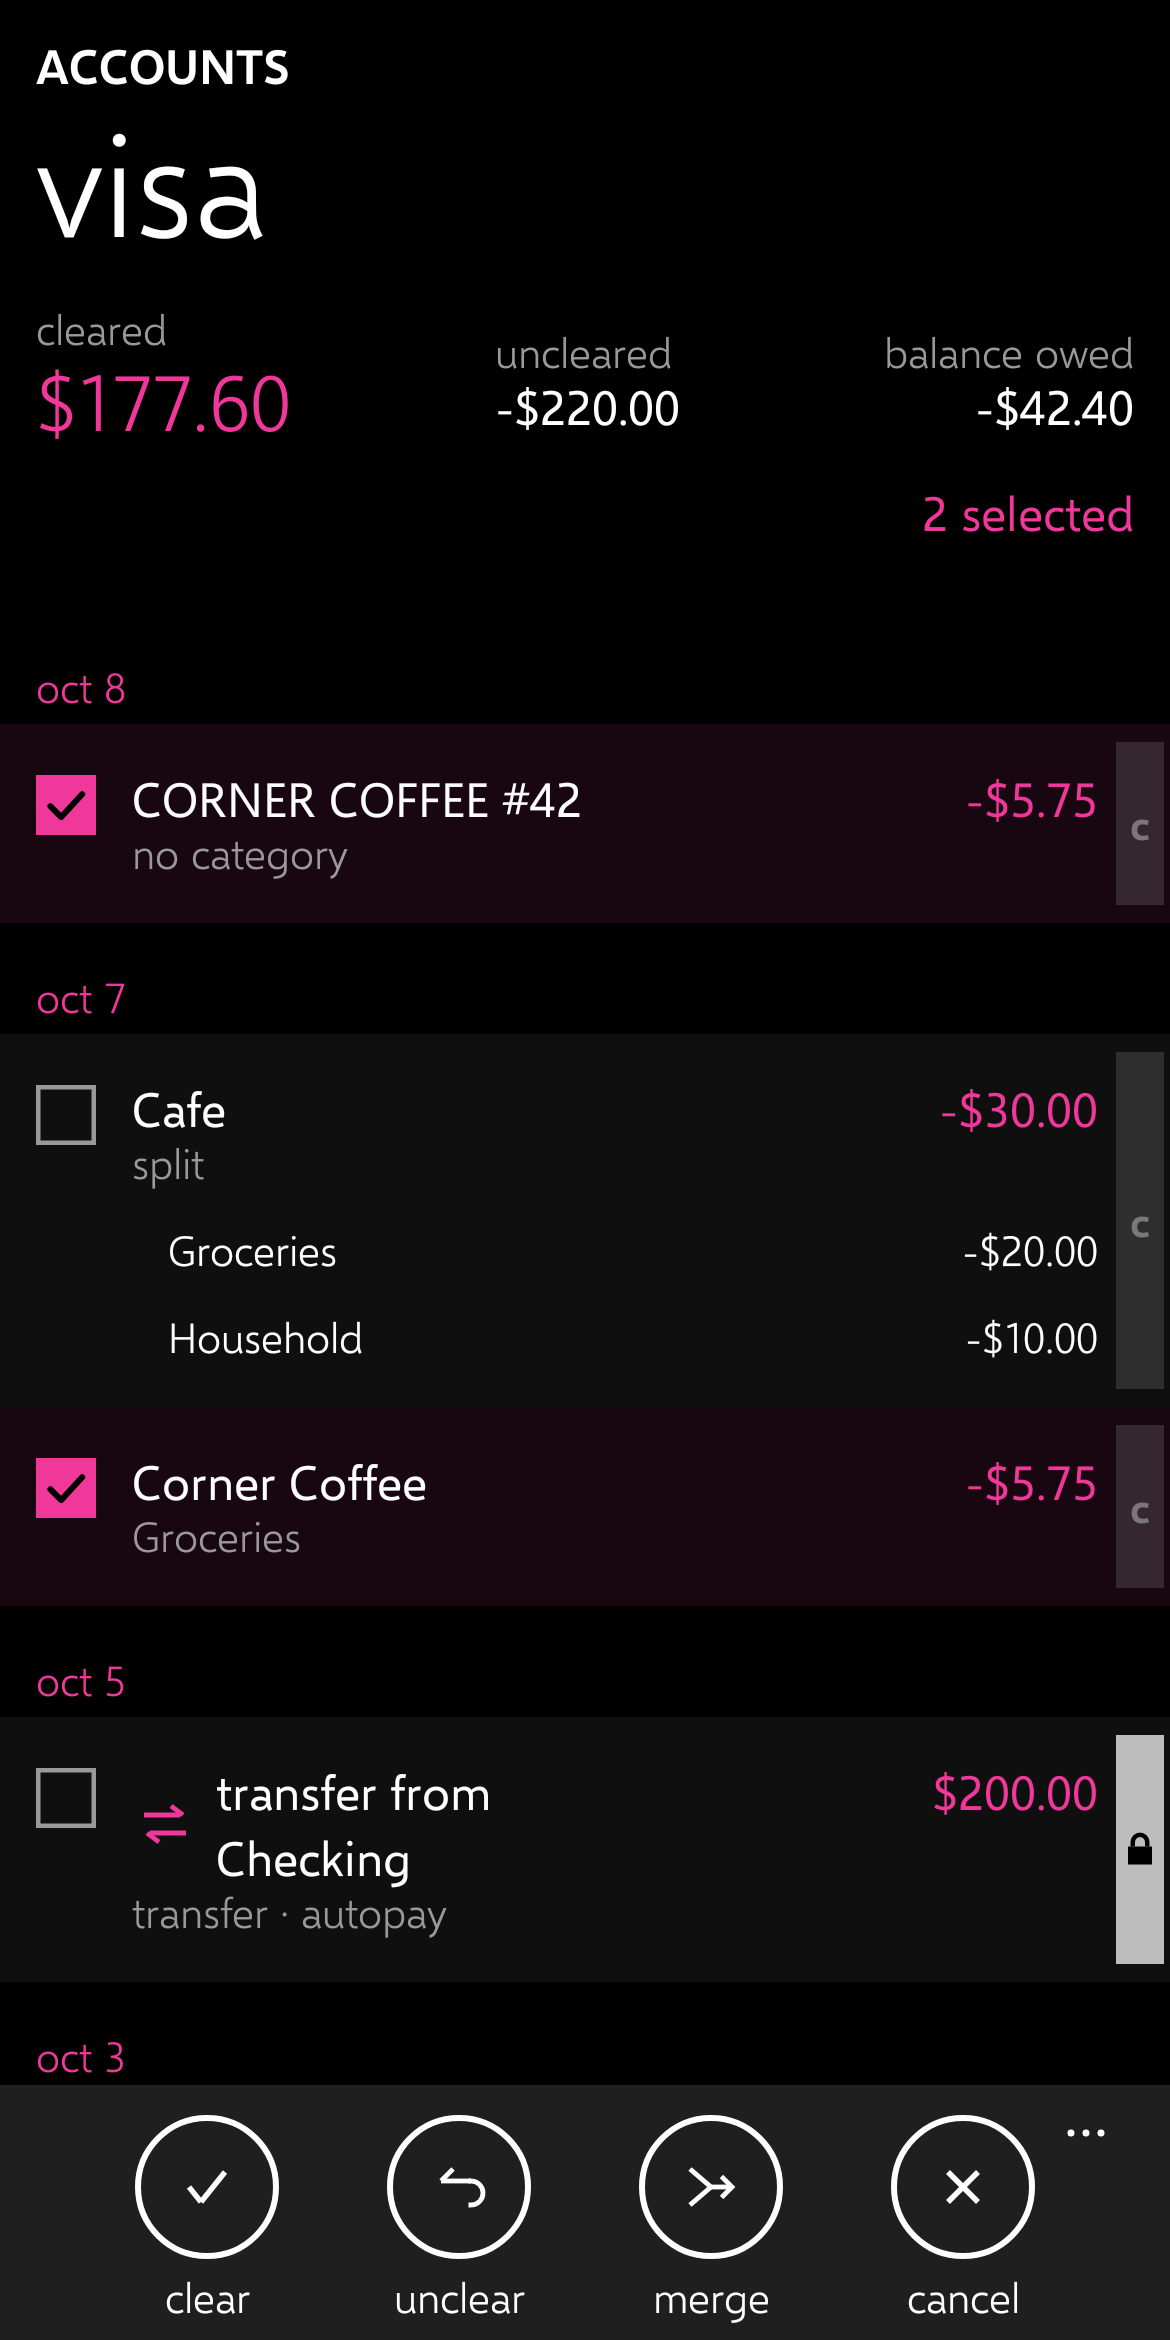 ACCOUNTS
visa
cleared
uncleared
balance owed
$177.60
-$220.00
-$42.40
2 selected
oct 8
CORNER COFFEE #42
-$5.75
no category
c
oct 7
Cafe
-$30.00
split
c
Groceries
-$20.00
Household
-$10.00
Corner Coffee
-$5.75
Groceries
c
oct 5
transfer from
$200.00
Checking
transfer · autopay
oct 3
clear
unclear
merge
cancel